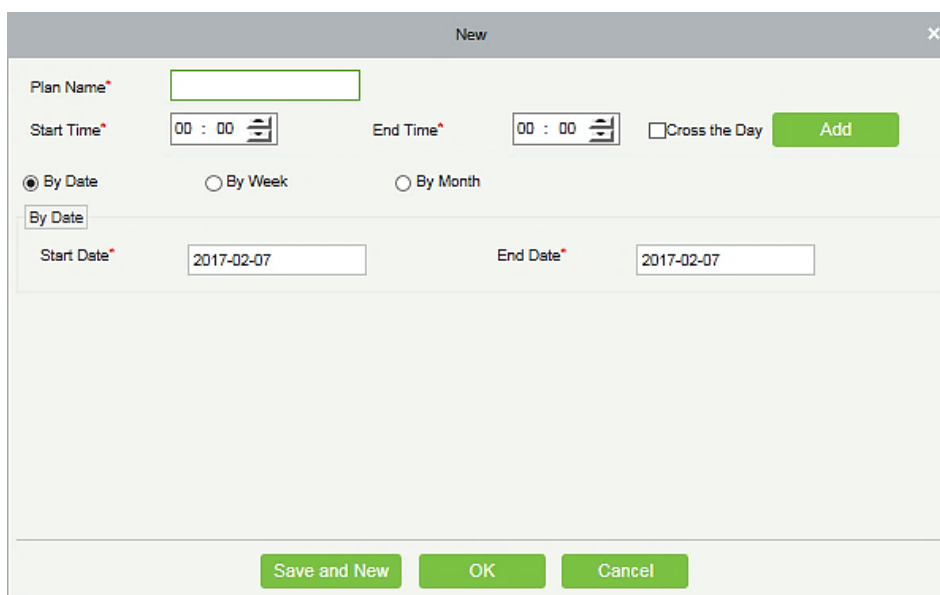 New ×
Plan Name*
Start Time* 00 : 00 End Time* 00 : 00 Cross the Day Add
By Date By Week By Month
By Date
Start Date* 2017-02-07 End Date* 2017-02-07
Save and New OK Cancel